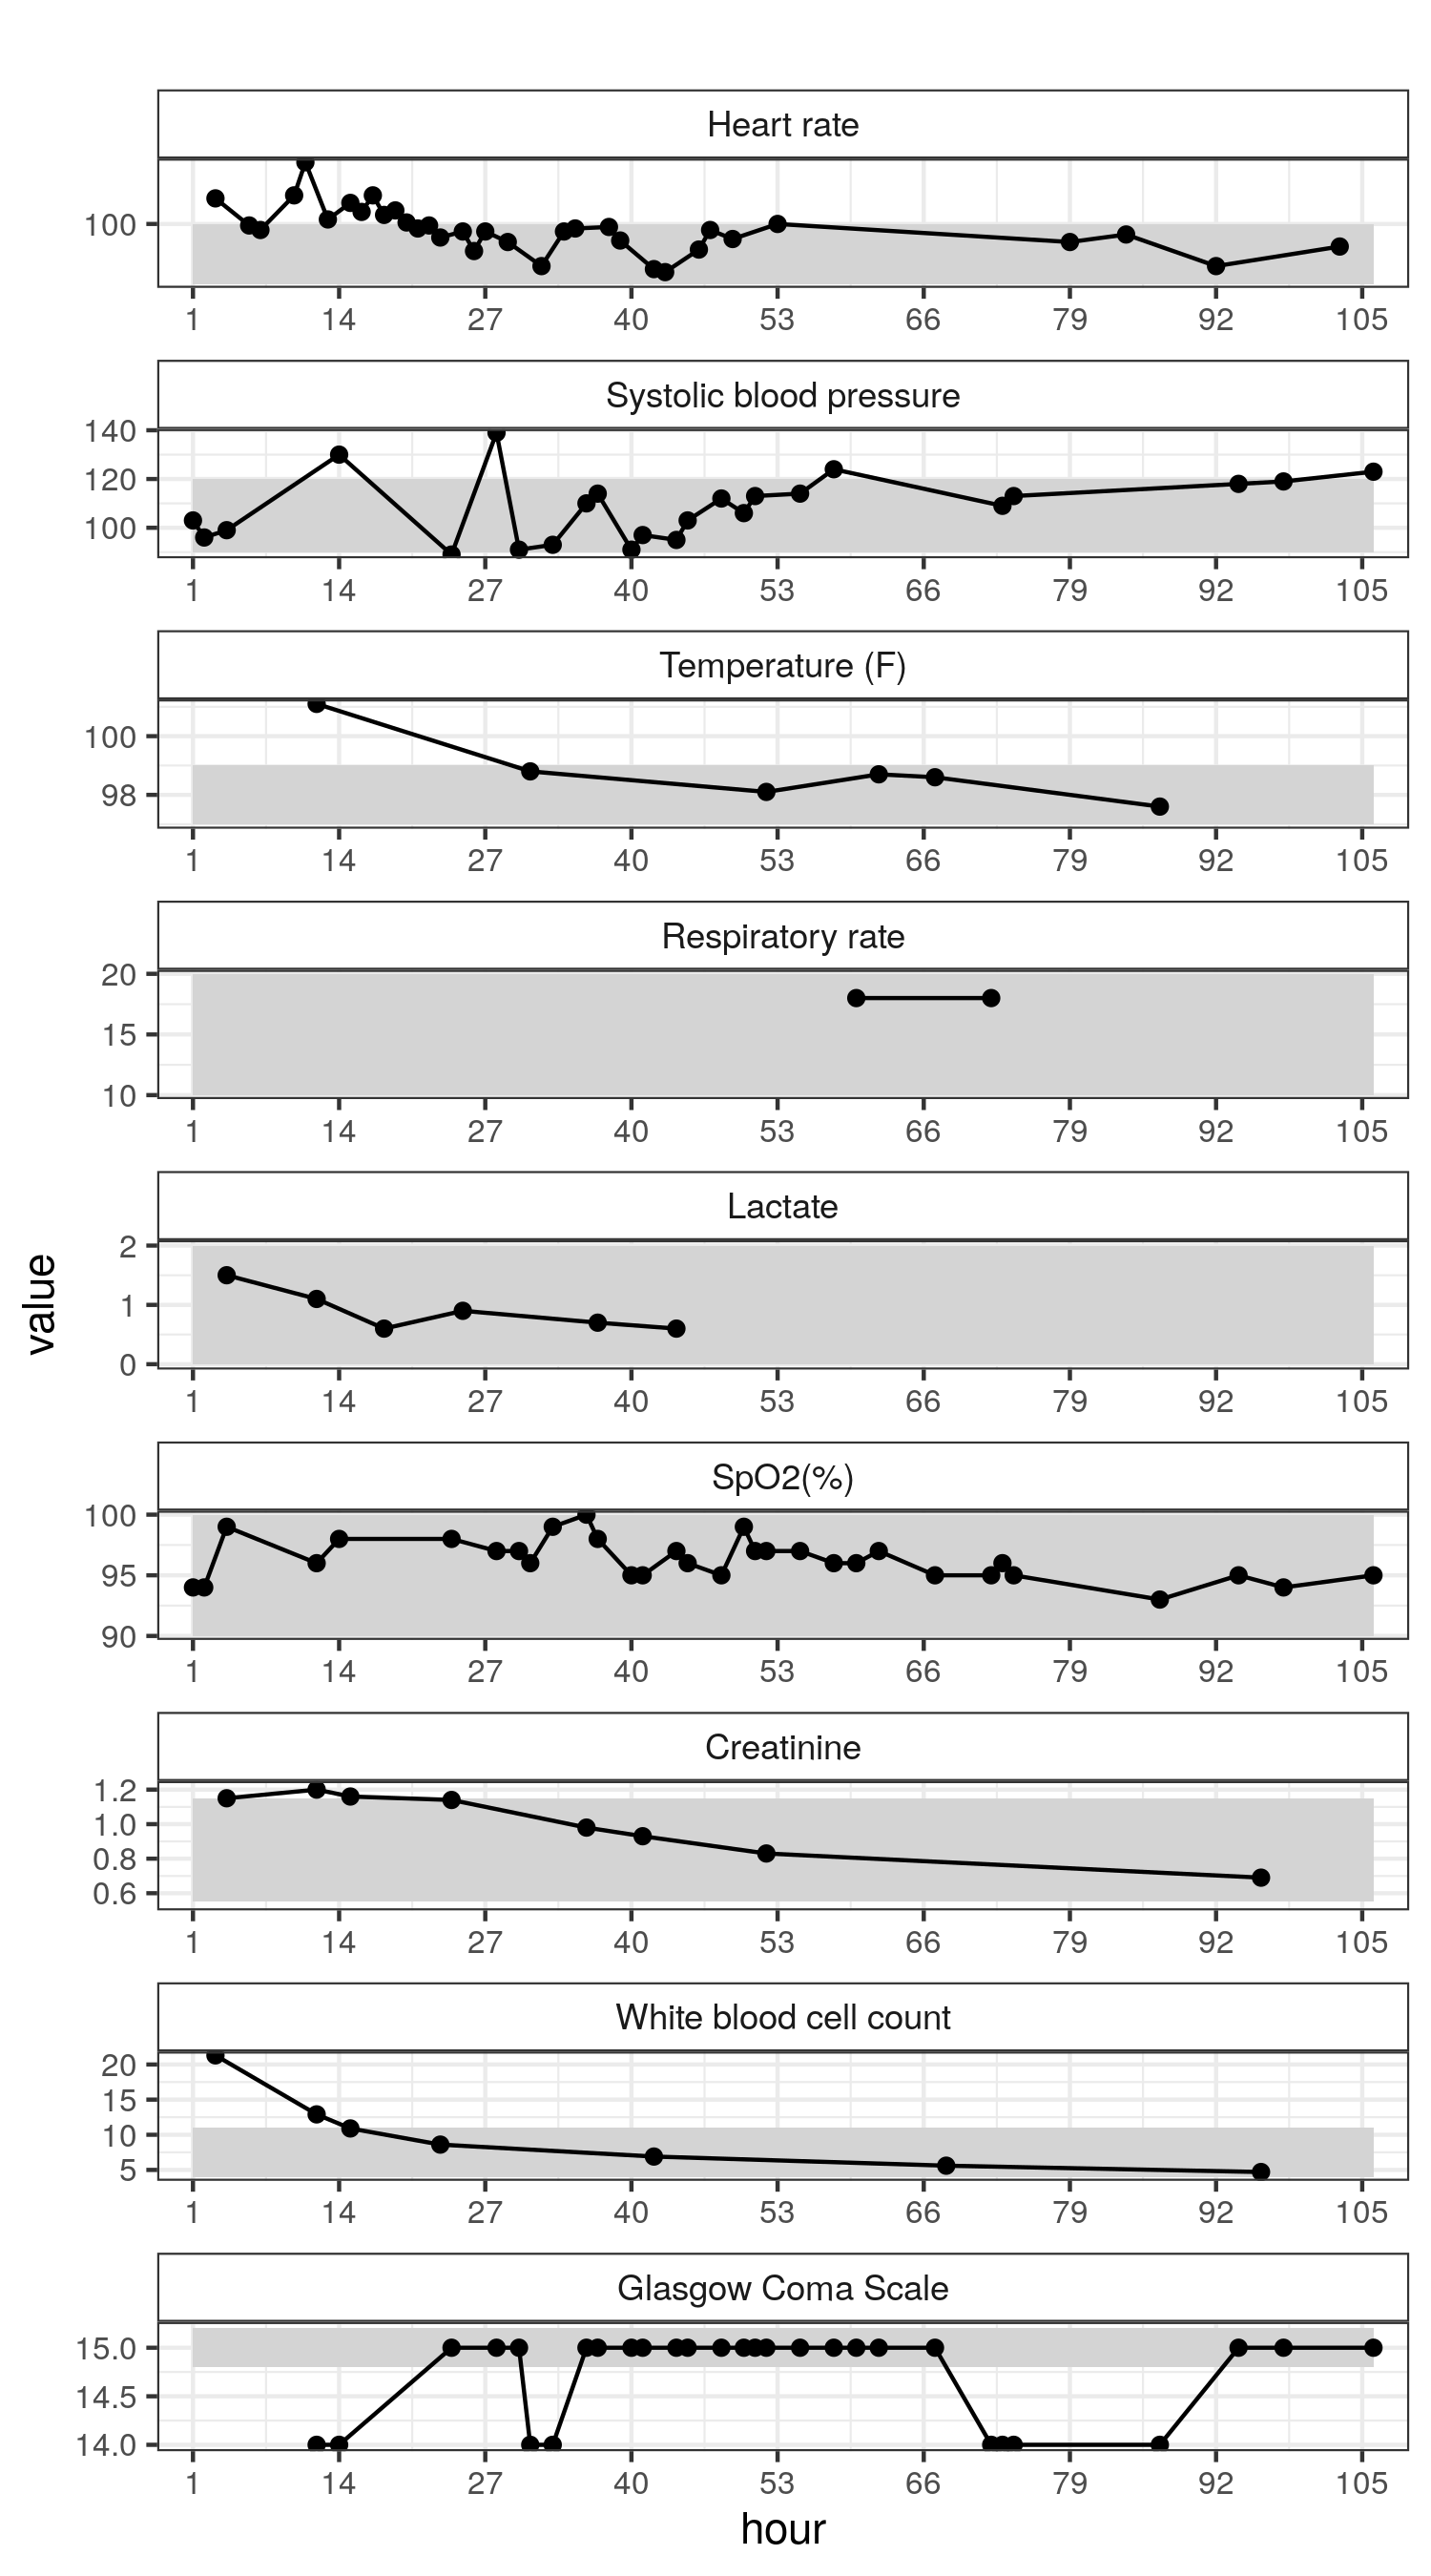 Heart rate
100
1 14 27 40 53 66 79 92 105
Systolic blood pressure
140
120
100
1 14 27 40 53 66 79 92 105
Temperature (F)
100
98
1 14 27 40 53 66 79 92 105
Respiratory rate
20
15
10
1 14 27 40 53 66 79 92 105
Lactate
2
1
0
1 14 27 40 53 66 79 92 105
value
SpO2(%)
100
95
90
1 14 27 40 53 66 79 92 105
Creatinine
1.2
1.0
0.8
0.6
1 14 27 40 53 66 79 92 105
White blood cell count
20
15
10
5
1 14 27 40 53 66 79 92 105
Glasgow Coma Scale
15.0
14.5
14.0
1 14 27 40 53 66 79 92 105
hour